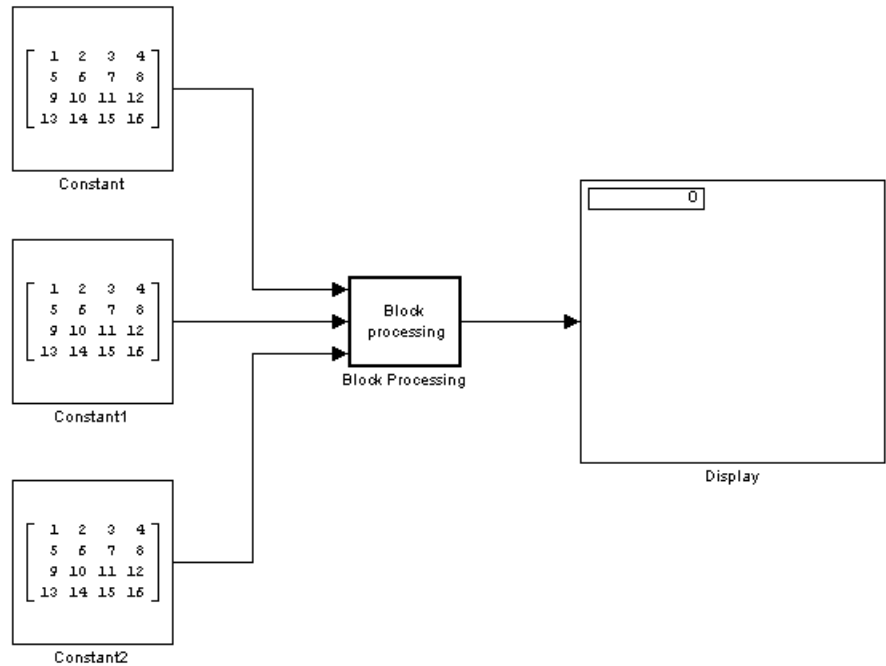 1 2 3 4
5 6 7 8
9 10 11 12
13 14 15 16
Constant
1 2 3 4
5 6 7 8
9 10 11 12
13 14 15 16
Constant1
1 2 3 4
5 6 7 8
9 10 11 12
13 14 15 16
Constant2
Block
processing
Block Processing
0
Display